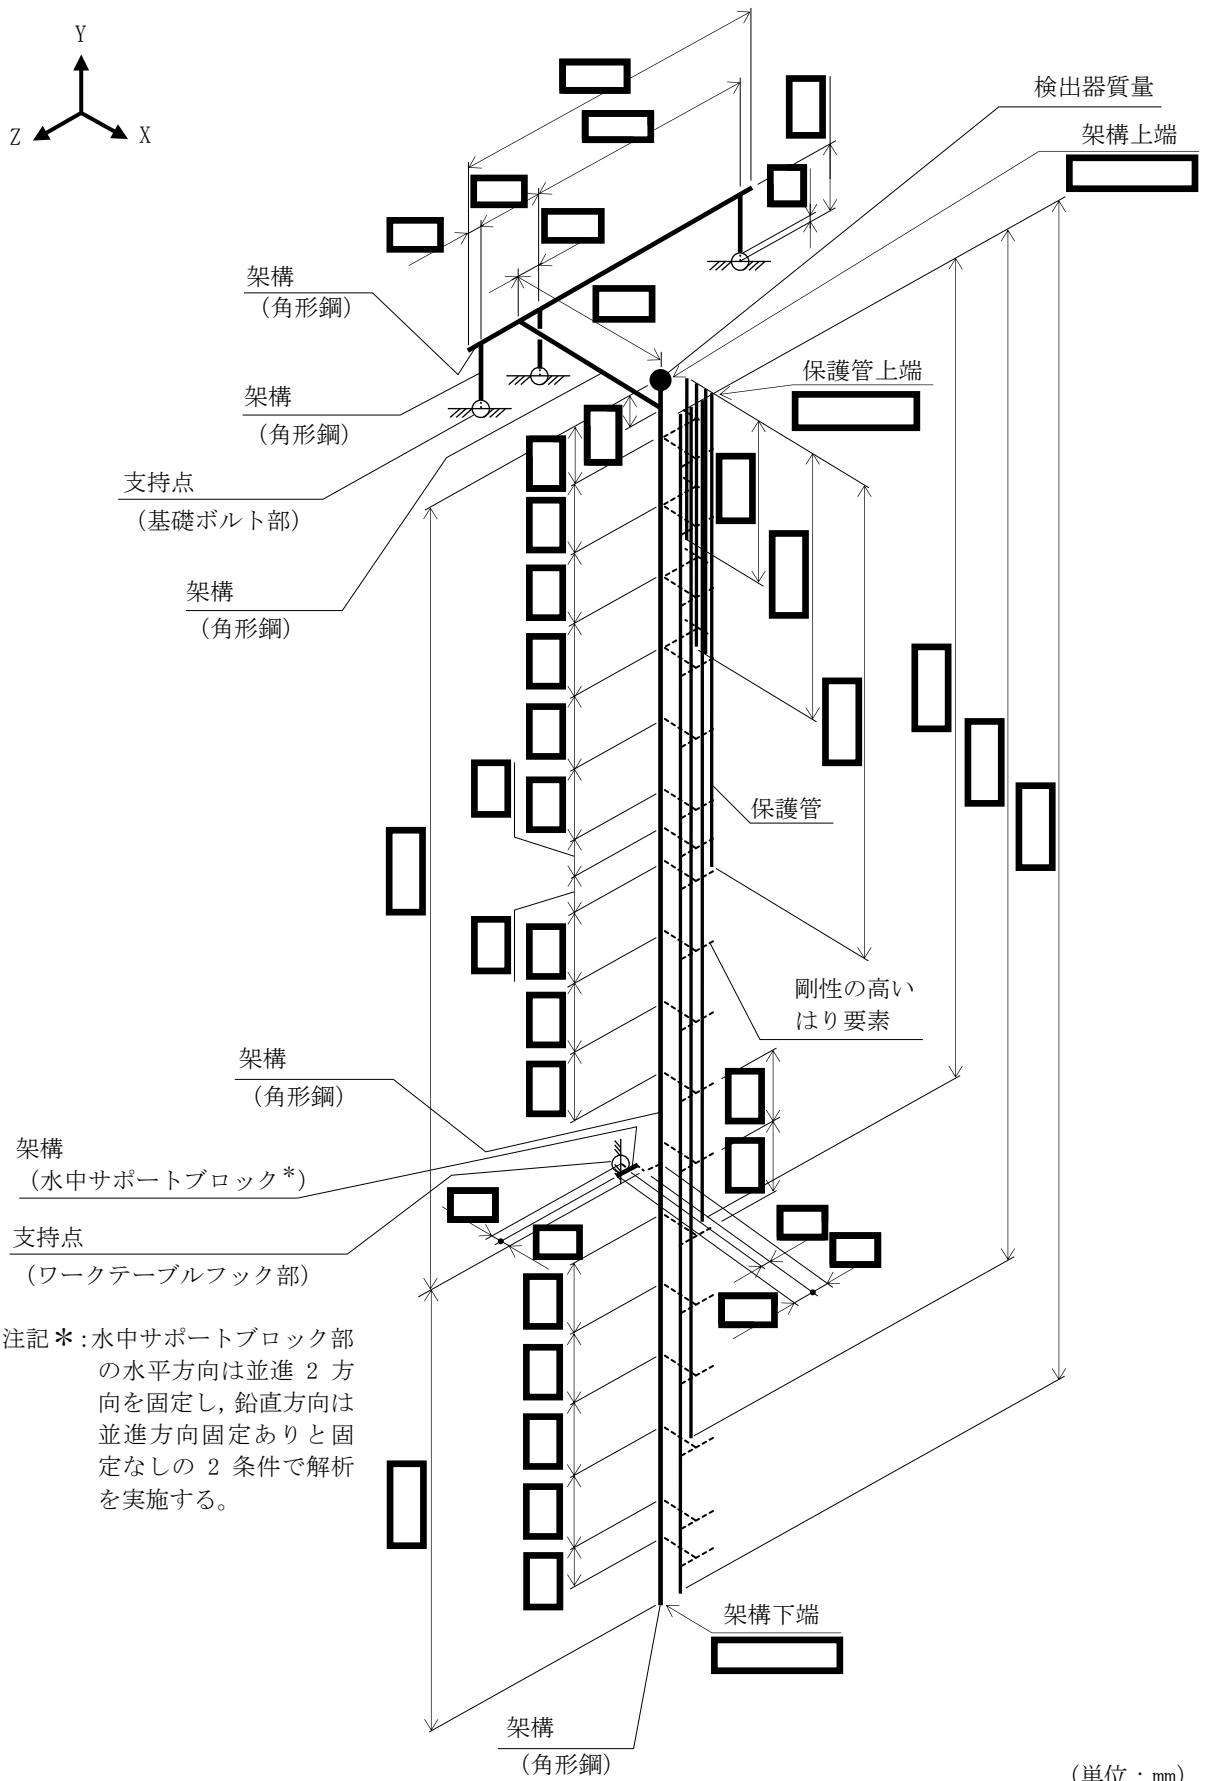 Y
Z
X
検出器質量
架構上端
架構
(角形鋼)
保護管上端
架構
(角形鋼)
支持点
(基礎ボルト部)
架構
(角形鋼)
保護管
剛性の高い
はり要素
架構
(角形鋼)
架構
(水中サポートブロック*)
支持点
(ワークテーブルフック部)
注記*:水中サポートブロック部
の水平方向は並進 2 方
向を固定し,鉛直方向は
並進方向固定ありと固
定なしの 2 条件で解析
を実施する。
架構下端
架構
(角形鋼)
(単位:mm)